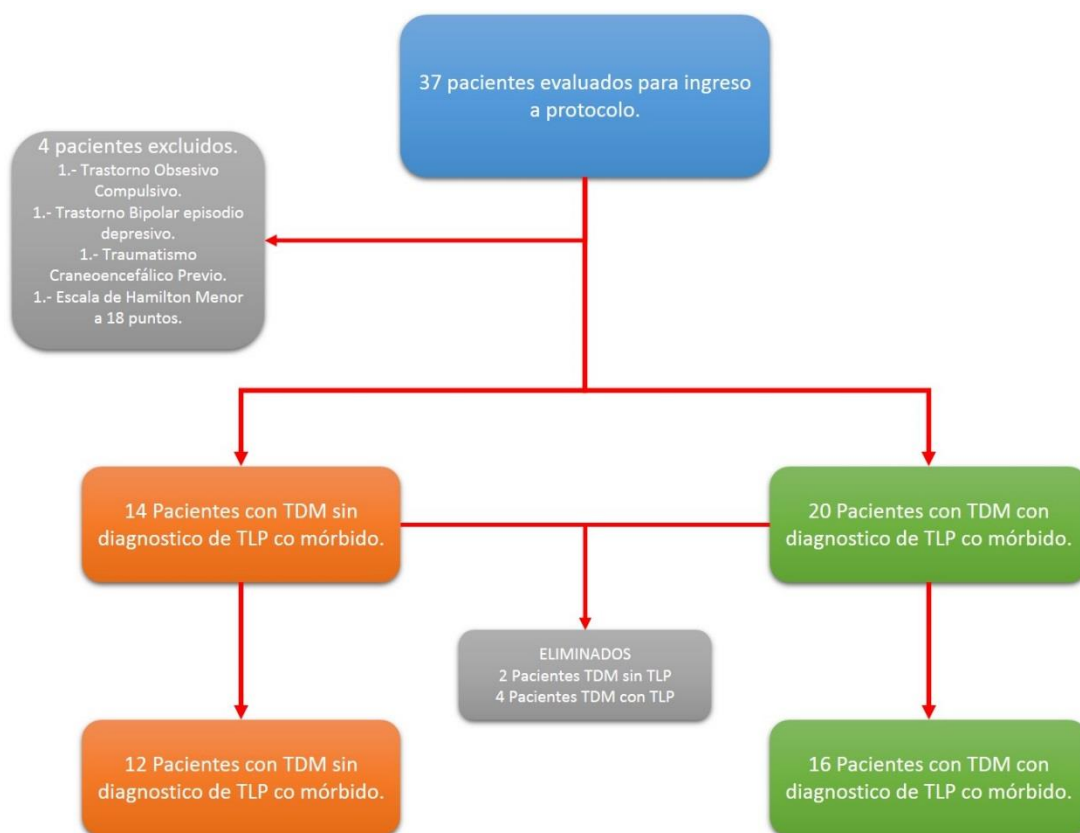 37 pacientes evaluados para ingreso
a protocolo.
4 pacientes excluidos.
1.- Trastorno Obsesivo
Compulsivo.
1.- Trastorno Bipolar episodio
depresivo.
1.- Traumatismo
Craneoencefálico Previo.
1.- Escala de Hamilton Menor
a 18 puntos.
14 Pacientes con TDM sin
diagnostico de TLP co mórbido.
20 Pacientes con TDM con
diagnostico de TLP co mórbido.
ELIMINADOS
2 Pacientes TDM sin TLP
4 Pacientes TDM con TLP
12 Pacientes con TDM sin
diagnostico de TLP co mórbido.
16 Pacientes con TDM con
diagnostico de TLP co mórbido.